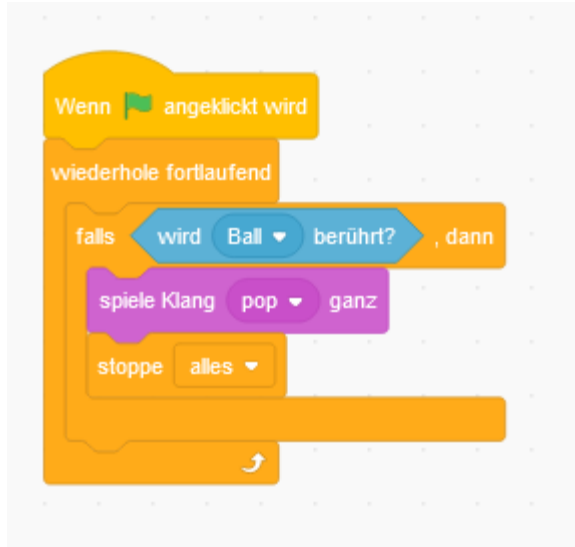 Wenn angeklickt wird
wiederhole fortlaufend
falls wird Ball berührt? , dann
spiele Klang pop ganz
stoppe alles